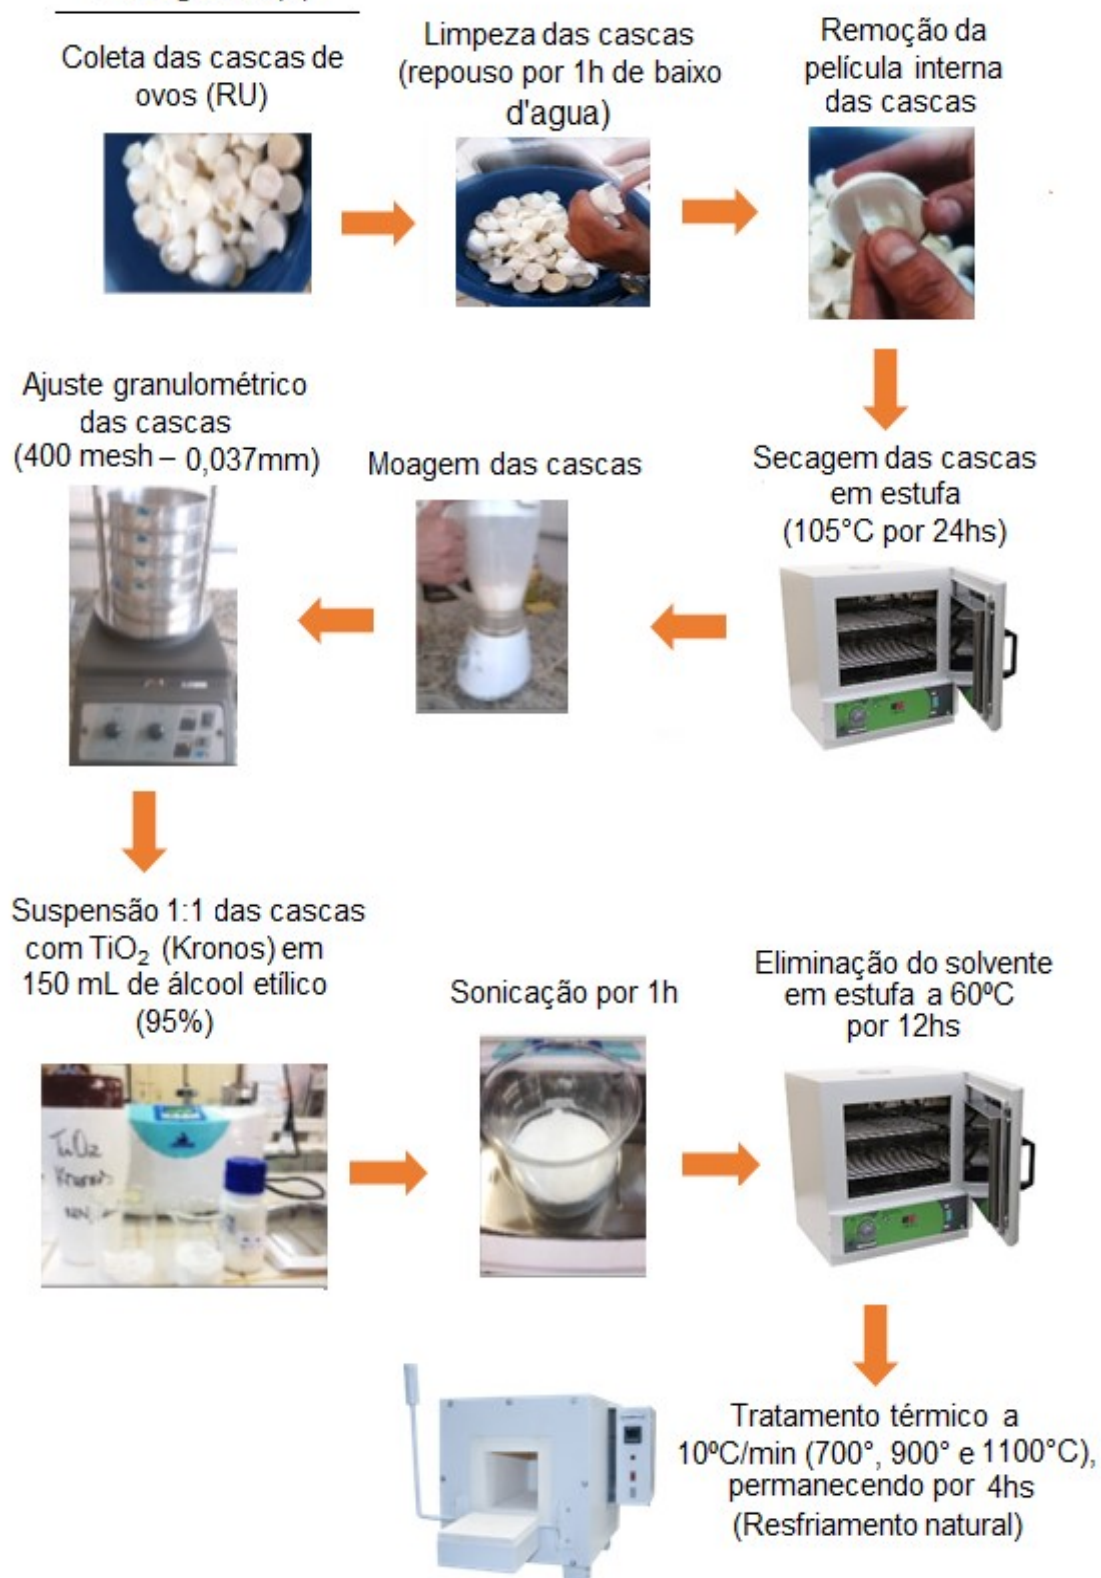 Coleta das cascas de
ovos (RU)
Limpeza das cascas
(repouso por 1h de baixo
d'agua)
Remoção da
película interna
das cascas
Secagem das cascas
em estufa
(105°C por 24hs)
Moagem das cascas
Ajuste granulométrico
das cascas
(400 mesh – 0,037mm)
Suspensão 1:1 das cascas
com TiO₂ (Kronos) em
150 mL de álcool etílico
(95%)
TiO2
Kronos
Sonicação por 1h
Eliminação do solvente
em estufa a 60ºC
por 12hs
Tratamento térmico a
10ºC/min (700°, 900° e 1100°C),
permanecendo por 4hs
(Resfriamento natural)